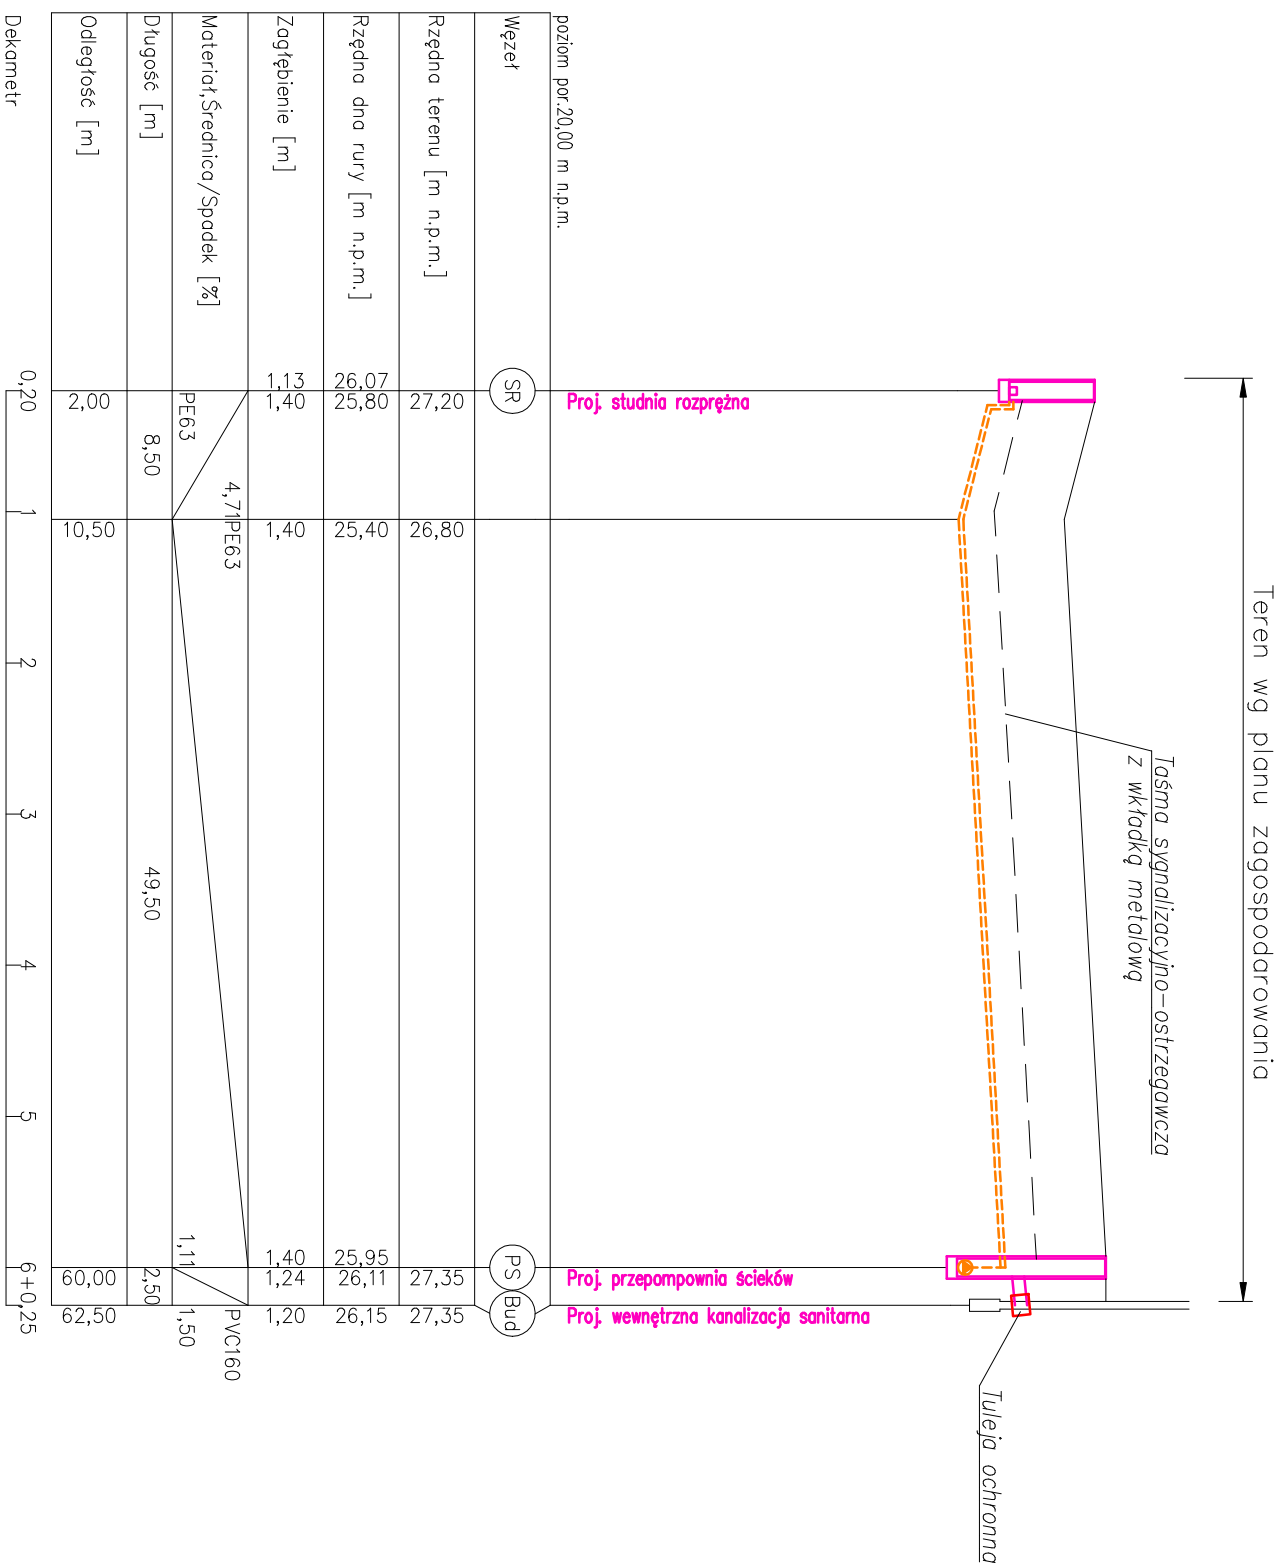 Teren wg planu zagospodarowania
Taśma sygnalizacyjno-ostrzegawcza
z wkładką metalową
Tuleja ochronna
poziom por.20,00 m n.p.m.
Proj. studnia rozprężna
Proj. przepompownia ścieków
Proj. wewnętrzna kanalizacja sanitarna
Węzeł
SR
PS
Bud
Rzędna terenu [m n.p.m.]
27,20
26,80
27,35
27,35
Rzędna dna rury [m n.p.m.]
26,07
25,80
25,40
25,95
26,11
26,15
Zagłębienie [m]
1,13
1,40
1,40
1,40
1,24
1,20
Materiał,Średnica/Spadek [%]
PE63
4,71
PE63
1,11
PVC160
1,50
Długość [m]
8,50
49,50
2,50
Odległość [m]
2,00
10,50
60,00
62,50
Dekametr
0,20
1
2
3
4
5
6+0,25